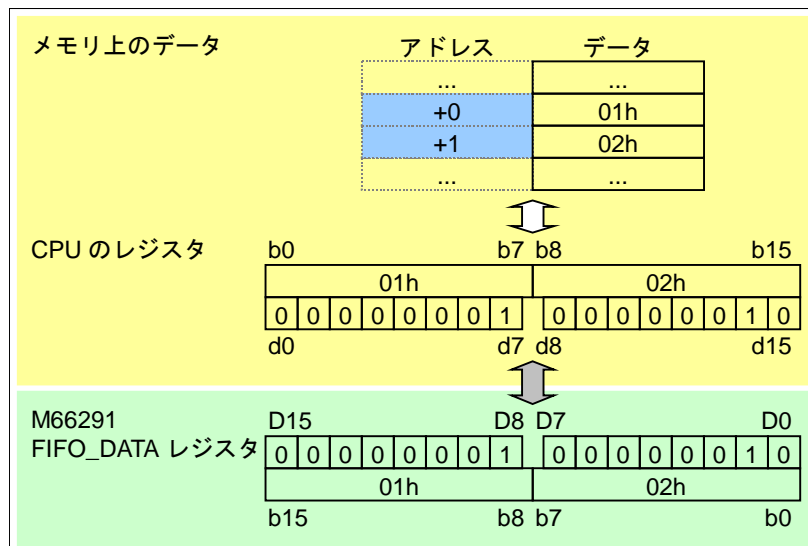 メモリ上のデータ アドレス データ
... ...
+0 01h
+1 02h
... ...
CPU のレジスタ b0 b7 b8 b15
01h 02h
0 0 0 0 0 0 0 1 0 0 0 0 0 0 1 0
d0 d7 d8 d15
M66291 D15 D8 D7 D0
FIFO_DATA レジスタ 0 0 0 0 0 0 0 1 0 0 0 0 0 0 1 0
01h 02h
b15 b8 b7 b0